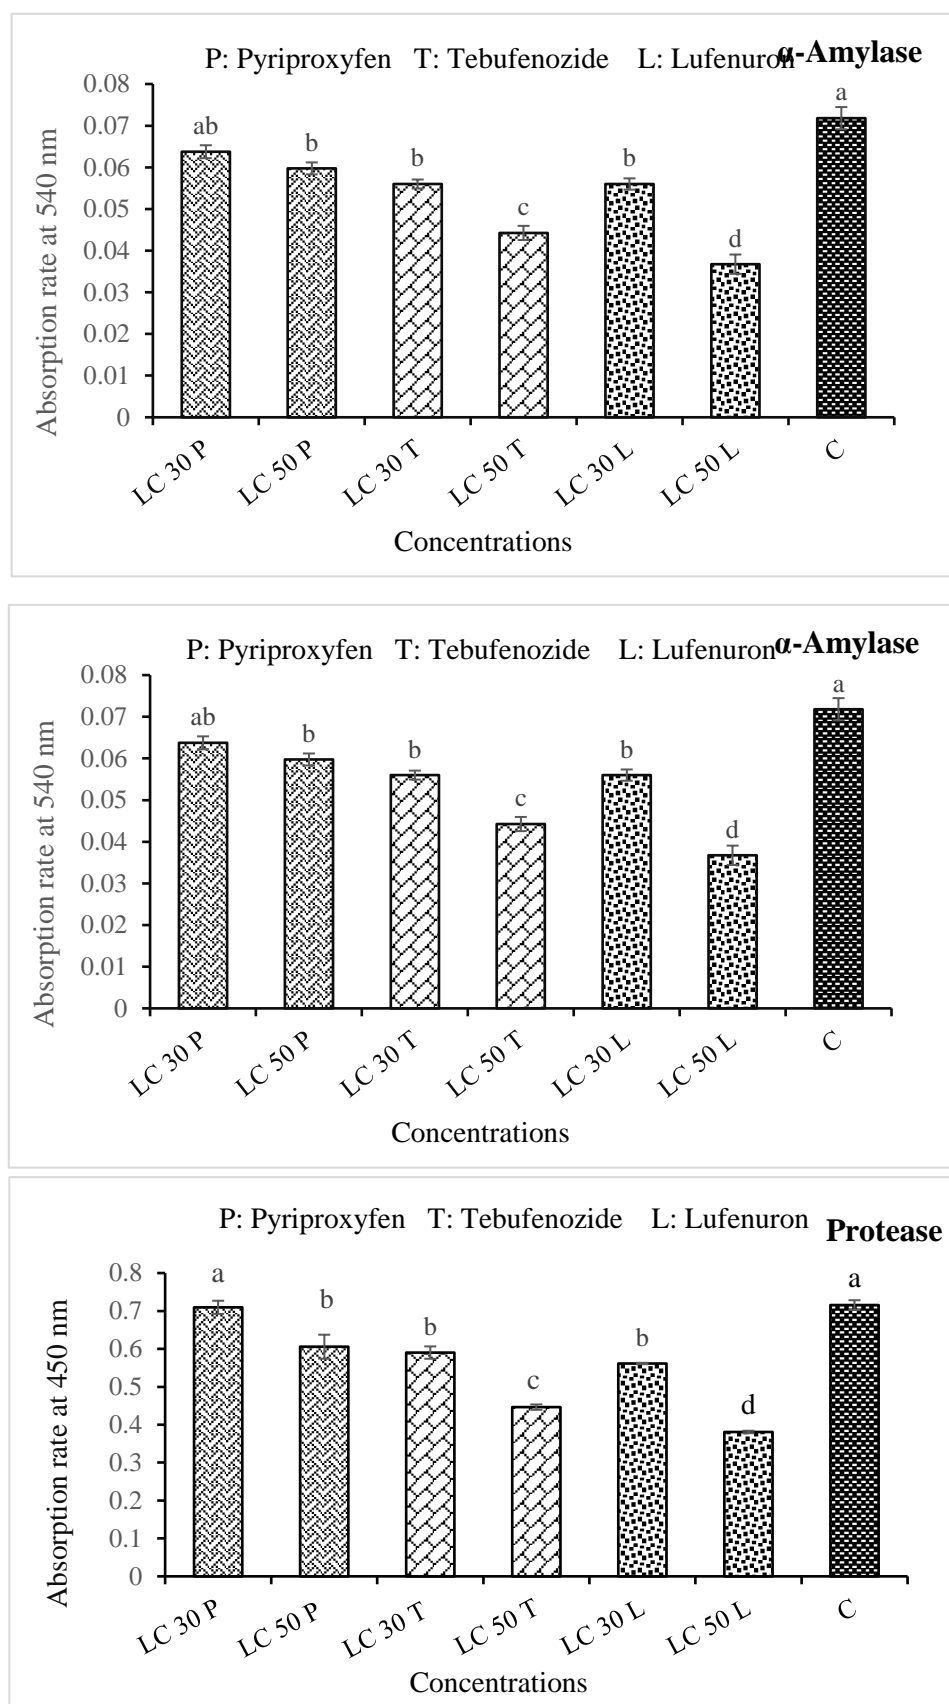 P: Pyriproxyfen T: Tebufenozide L: Lufenuron α-Amylase
0.08
0.07
0.06
0.05
0.04
0.03
0.02
0.01
0
Absorption rate at 540 nm
ab
b
b
c
b
d
a
LC 30 P
LC 50 P
LC 30 T
LC 50 T
LC 30 L
LC 50 L
C
Concentrations
P: Pyriproxyfen T: Tebufenozide L: Lufenuron α-Amylase
0.08
0.07
0.06
0.05
0.04
0.03
0.02
0.01
0
Absorption rate at 540 nm
ab
b
b
c
b
d
a
LC 30 P
LC 50 P
LC 30 T
LC 50 T
LC 30 L
LC 50 L
C
Concentrations
P: Pyriproxyfen T: Tebufenozide L: Lufenuron Protease
0.8
0.7
0.6
0.5
0.4
0.3
0.2
0.1
0
Absorption rate at 450 nm
a
b
b
c
b
d
a
LC 30 P
LC 50 P
LC 30 T
LC 50 T
LC 30 L
LC 50 L
C
Concentrations